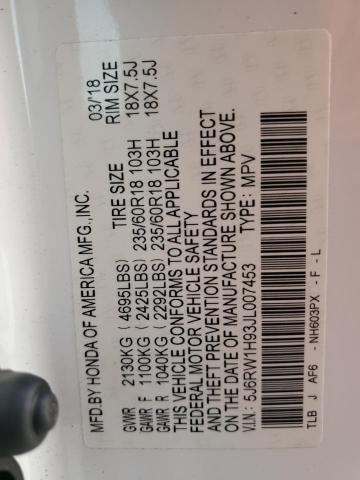 MFD.BY HONDA OF AMERICA MFG.,INC. 03/18
TIRE SIZE RIM SIZE
GVWR 2130KG (4695LBS)
GAWR F 1100KG (2425LBS) 235/60R18 103H 18X7.5J
GAWR R 1040KG (2292LBS) 235/60R18 103H 18X7.5J
THIS VEHICLE CONFORMS TO ALL APPLICABLE
FEDERAL MOTOR VEHICLE SAFETY
AND THEFT PREVENTION STANDARDS IN EFFECT
ON THE DATE OF MANUFACTURE SHOWN ABOVE.
V.I.N: 5J6RW1H93JL007453 TYPE: MPV
TLB J AF6 - NH603PX - F - L